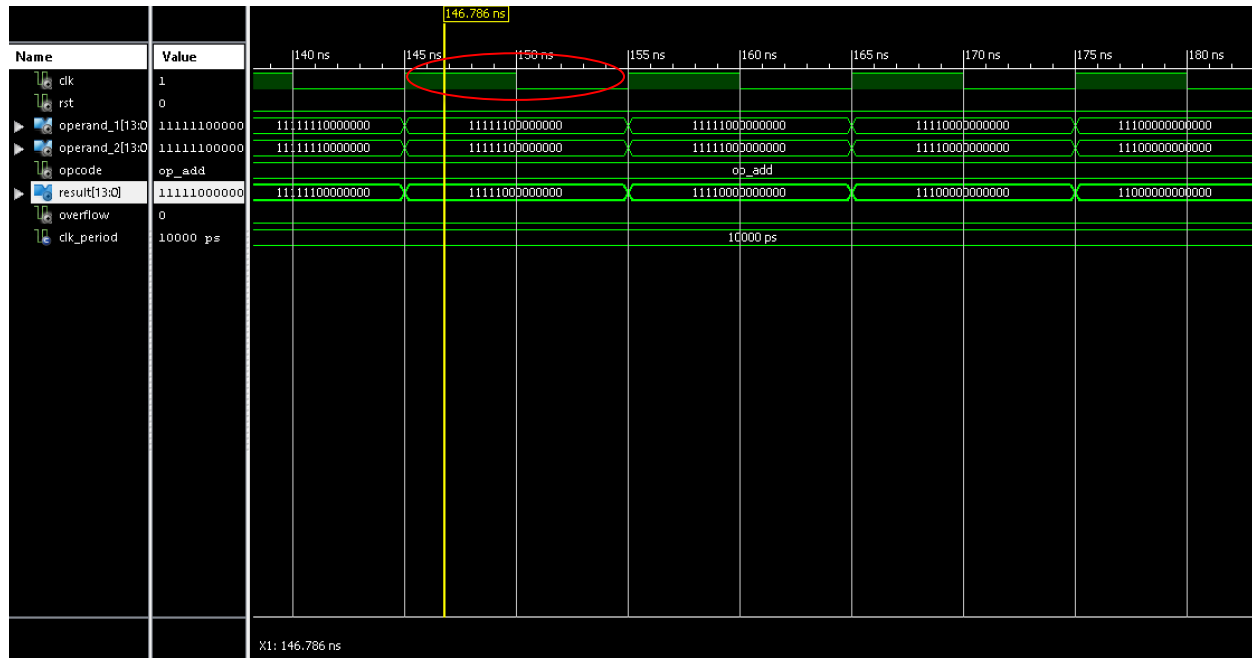 146.786 ns
Name Value 140 ns 145 ns 150 ns 155 ns 160 ns 165 ns 170 ns 175 ns 180 ns
clk 1
rst 0
operand_1[13:0 11111100000 11111110000000 11111100000000 11111000000000 11110000000000 11100000000000
operand_2[13:0 11111100000 11111110000000 11111100000000 11111000000000 11110000000000 11100000000000
opcode op_add op_add
result[13:0] 11111000000 11111100000000 11111000000000 11110000000000 11100000000000 11000000000000
overflow 0
clk_period 10000 ps 10000 ps
X1: 146.786 ns